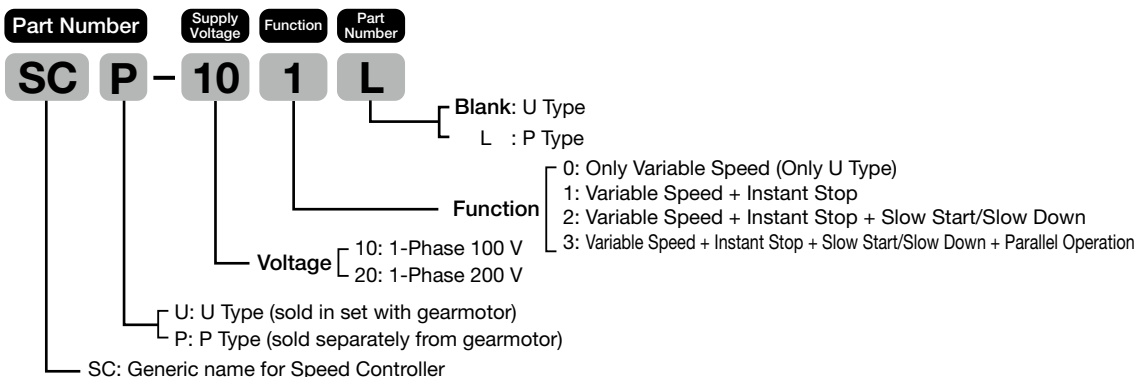 Part Number Supply Voltage Function Part Number
SC P - 10 1 L
Blank: U Type
L : P Type
0: Only Variable Speed (Only U Type)
1: Variable Speed + Instant Stop
Function
2: Variable Speed + Instant Stop + Slow Start/Slow Down
3: Variable Speed + Instant Stop + Slow Start/Slow Down + Parallel Operation
10: 1-Phase 100 V
Voltage
20: 1-Phase 200 V
U: U Type (sold in set with gearmotor)
P: P Type (sold separately from gearmotor)
SC: Generic name for Speed Controller